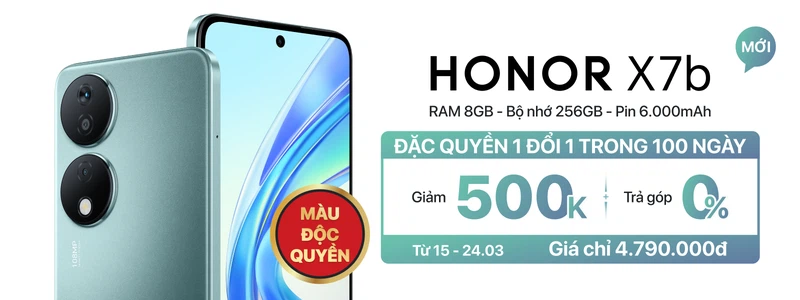 MỚI
HONOR X7b
RAM 8GB - Bộ nhớ 256GB - Pin 6.000mAh
ĐẶC QUYỀN 1 ĐỔI 1 TRONG 100 NGÀY
Giảm 500K + Trả góp 0%
Từ 15 - 24.03 Giá chỉ 4.790.000đ
MÀU
ĐỘC
QUYỀN
108MP